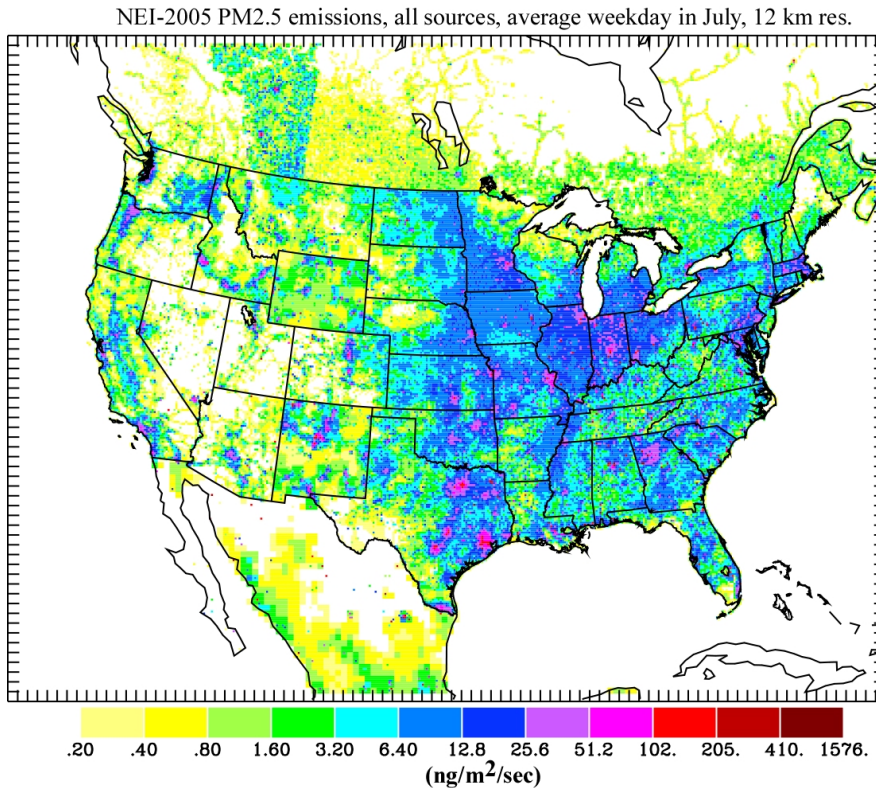 NEI-2005 PM2.5 emissions, all sources, average weekday in July, 12 km res.
.20 .40 .80 1.60 3.20 6.40 12.8 25.6 51.2 102. 205. 410. 1576.
(ng/m²/sec)